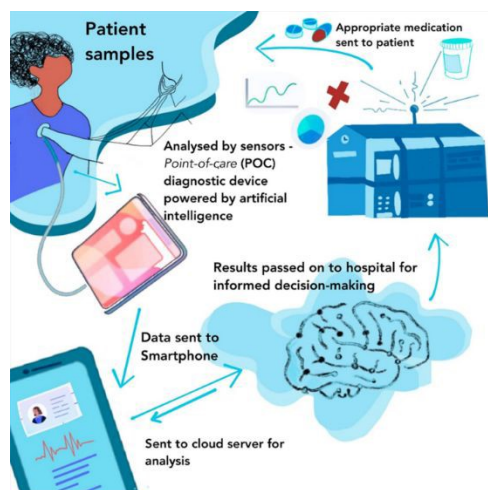 Patient
samples
Appropriate medication
sent to patient
Analysed by sensors -
Point-of-care (POC)
diagnostic device
powered by artificial
intelligence
Results passed on to hospital for
informed decision-making
Data sent to
Smartphone
Sent to cloud server for
analysis